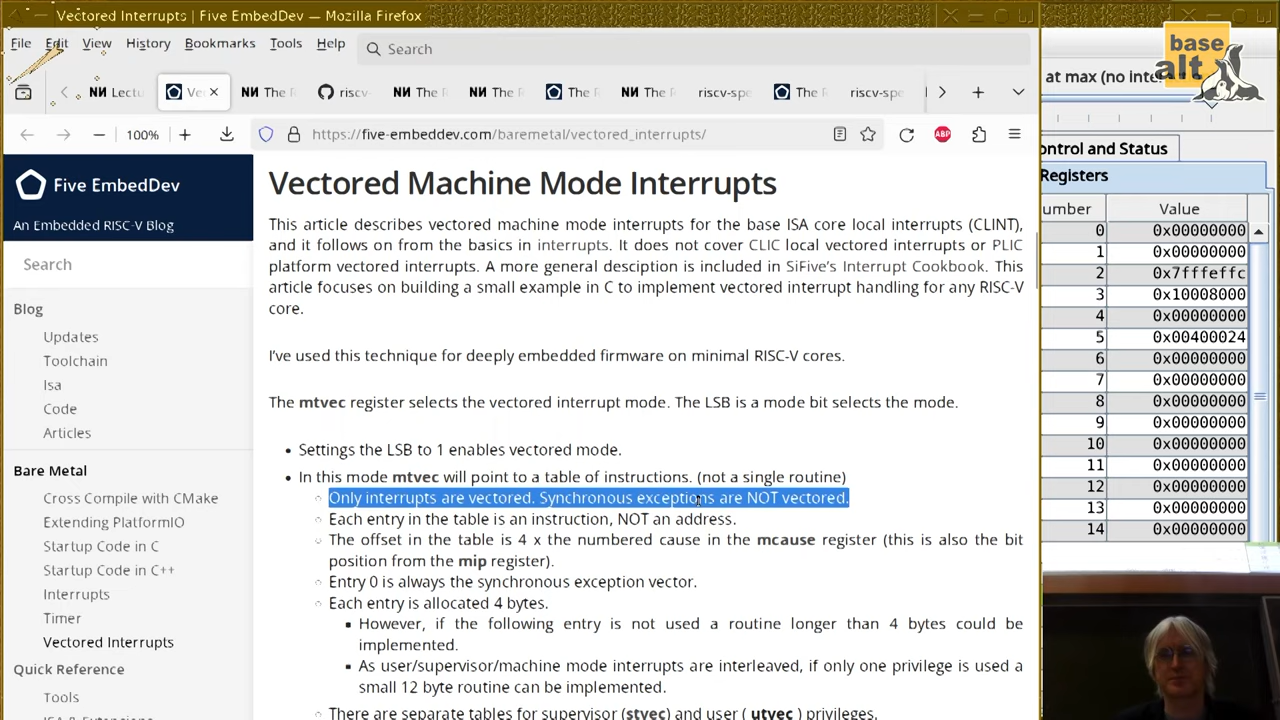 Vectored Interrupts | Five EmbedDev — Mozilla Firefox
File Edit View History Bookmarks Tools Help
Search
Lectu
Vec
The R
riscv-
The R
The R
The
The R
riscv-spe
The
riscv-spe
100%
https://five-embeddev.com/baremetal/vectored_interrupts/
ABP
Five EmbedDev
An Embedded RISC-V Blog
Search
Blog
Updates
Toolchain
Isa
Code
Articles
Bare Metal
Cross Compile with CMake
Extending PlatformIO
Startup Code in C
Startup Code in C++
Interrupts
Timer
Vectored Interrupts
Quick Reference
Tools
Vectored Machine Mode Interrupts
This article describes vectored machine mode interrupts for the base ISA core local interrupts (CLINT),
and it follows on from the basics in interrupts. It does not cover CLIC local vectored interrupts or PLIC
platform vectored interrupts. A more general desciption is included in SiFive's Interrupt Cookbook. This
article focuses on building a small example in C to implement vectored interrupt handling for any RISC-V
core.
I've used this technique for deeply embedded firmware on minimal RISC-V cores.
The mtvec register selects the vectored interrupt mode. The LSB is a mode bit selects the mode.
Settings the LSB to 1 enables vectored mode.
In this mode mtvec will point to a table of instructions. (not a single routine)
Only interrupts are vectored. Synchronous exceptions are NOT vectored.
Each entry in the table is an instruction, NOT an address.
The offset in the table is 4 x the numbered cause in the mcause register (this is also the bit
position from the mip register).
Entry 0 is always the synchronous exception vector.
Each entry is allocated 4 bytes.
However, if the following entry is not used a routine longer than 4 bytes could be
implemented.
As user/supervisor/machine mode interrupts are interleaved, if only one privilege is used a
small 12 byte routine can be implemented.
There are separate tables for supervisor (stvec) and user ( utvec ) privileges.
base
alt
at max (no inte
ontrol and Status
Registers
umber Value
0 0x00000000
1 0x00000000
2 0x7fffeffc
3 0x10008000
4 0x00000000
5 0x00400024
6 0x00000000
7 0x00000000
8 0x00000000
9 0x00000000
10 0x00000000
11 0x00000000
12 0x00000000
13 0x00000000
14 0x00000000